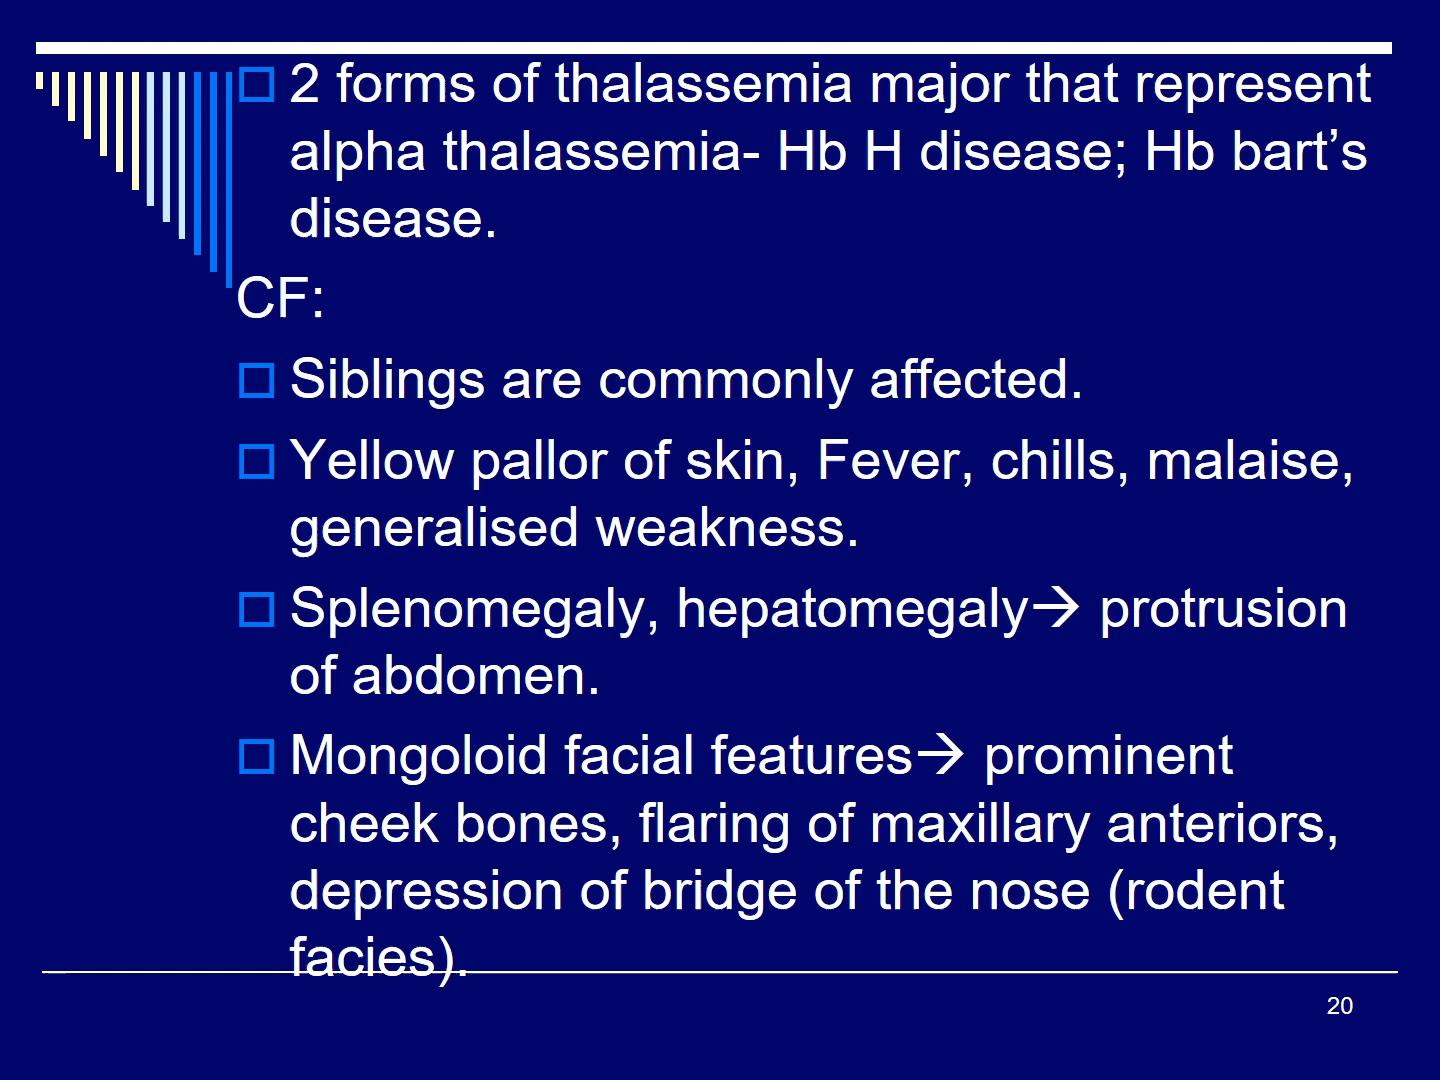 2 forms of thalassemia major that represent
alpha thalassemia- Hb H disease; Hb bart’s
disease.
CF:
Siblings are commonly affected.
Yellow pallor of skin, Fever, chills, malaise,
generalised weakness.
Splenomegaly, hepatomegaly→ protrusion
of abdomen.
Mongoloid facial features→ prominent
cheek bones, flaring of maxillary anteriors,
depression of bridge of the nose (rodent
facies).
20